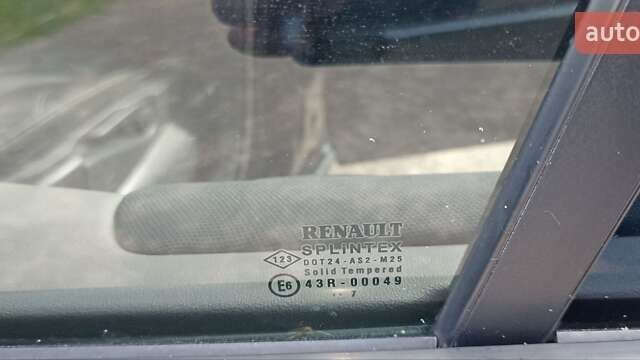 auto
RENAULT
SPLINTEX
123 DOT24-AS2-M25
Solid Tempered
E6 43R-00049
.. 7